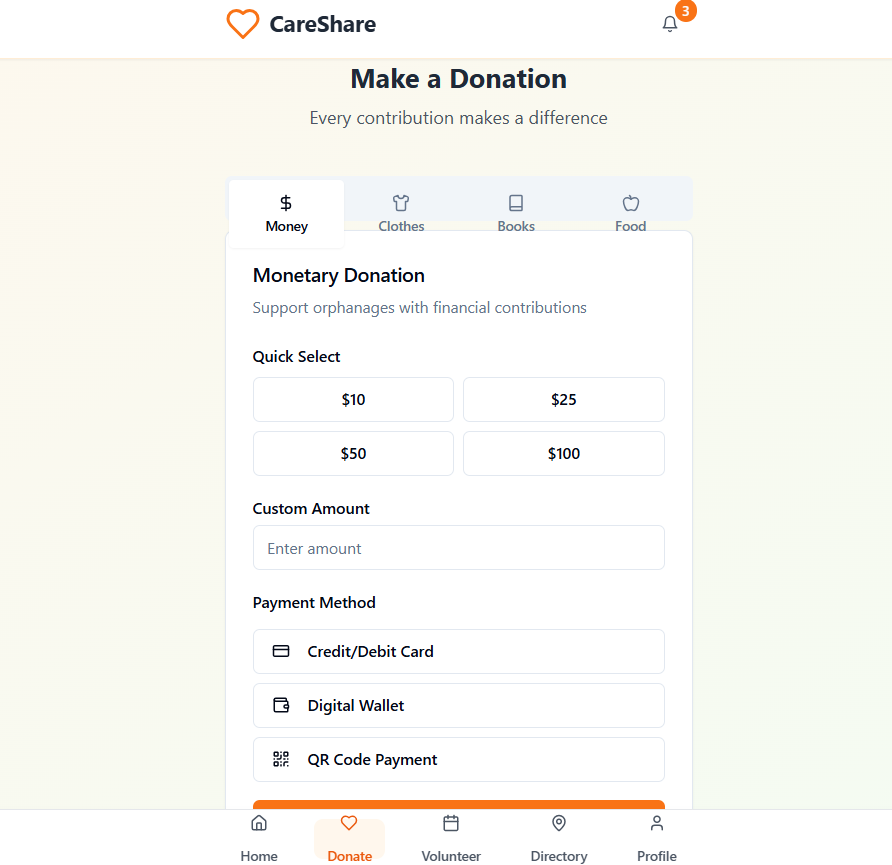 CareShare
3
Make a Donation
Every contribution makes a difference
Money Clothes Books Food
Monetary Donation
Support orphanages with financial contributions
Quick Select
$10 $25
$50 $100
Custom Amount
Enter amount
Payment Method
Credit/Debit Card
Digital Wallet
QR Code Payment
Home Donate Volunteer Directory Profile